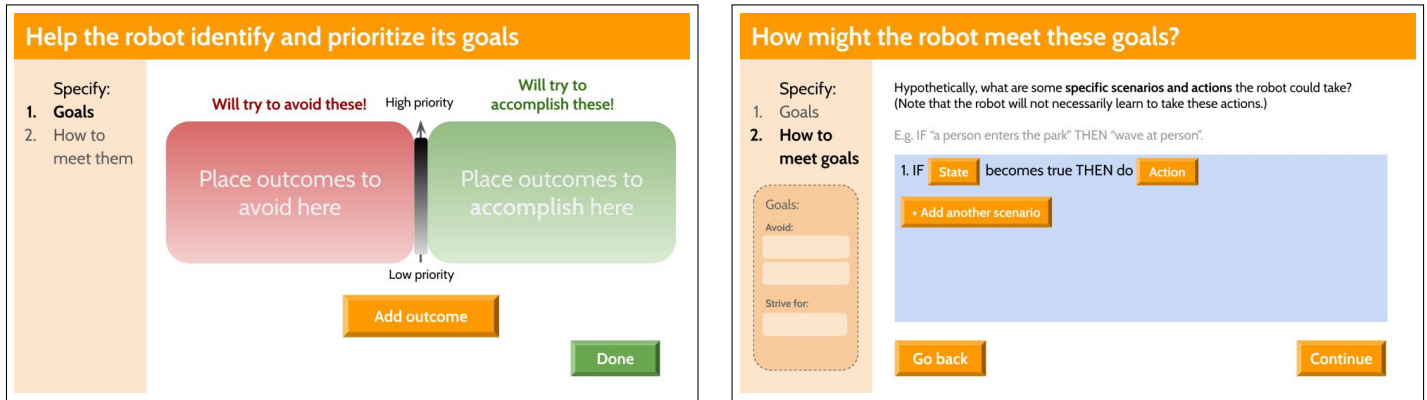 Help the robot identify and prioritize its goals
Specify:
1. Goals
2. How to
meet them
Will try to avoid these!
High priority
Will try to
accomplish these!
Place outcomes to
avoid here
Place outcomes to
accomplish here
Low priority
Add outcome
Done
How might the robot meet these goals?
Specify:
1. Goals
2. How to
meet goals
Goals:
Avoid:
Strive for:
Hypothetically, what are some specific scenarios and actions the robot could take?
(Note that the robot will not necessarily learn to take these actions.)
E.g. IF “a person enters the park” THEN “wave at person”.
1. IF State becomes true THEN do Action
+ Add another scenario
Go back
Continue